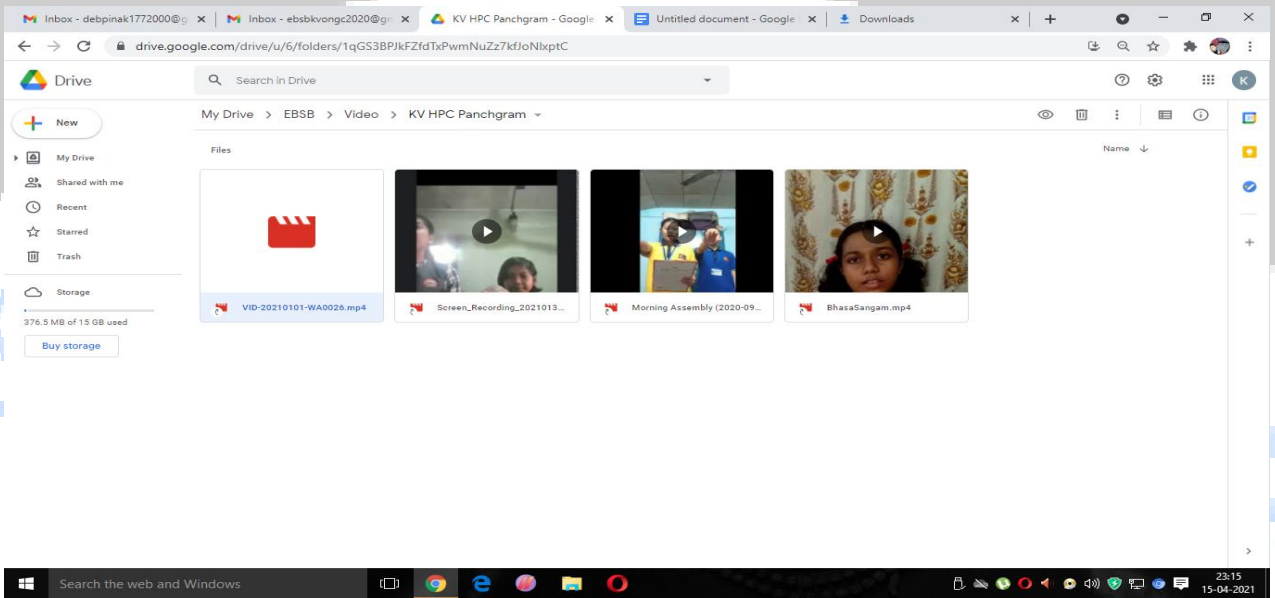 Inbox - debpinak1772000@g
Inbox - ebsbkvongc2020@gm
KV HPC Panchgram - Google
Untitled document - Google
Downloads
drive.google.com/drive/u/6/folders/1qGS3BPJkFZfdTxPwmNuZz7kfJoNlxptC
Drive
Search in Drive
K
New
My Drive > EBSB > Video > KV HPC Panchgram
Files
Name
My Drive
Shared with me
Recent
Starred
Trash
Storage
376.5 MB of 15 GB used
Buy storage
VID-20210101-WA0026.mp4
Screen_Recording_2021013...
Morning Assembly (2020-09...
BhasaSangam.mp4
Search the web and Windows
23:15
15-04-2021